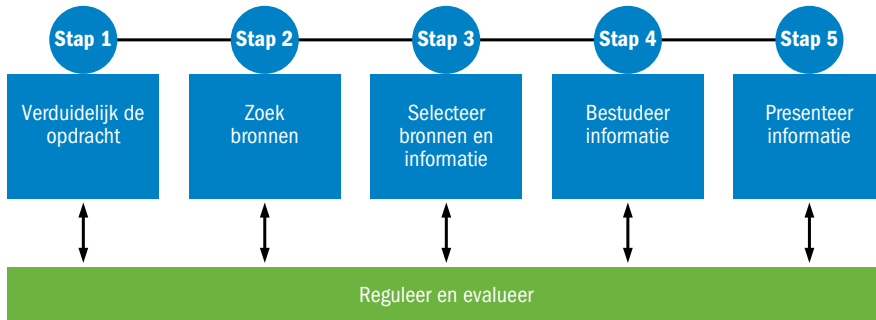 Stap 1
Stap 2
Stap 3
Stap 4
Stap 5
Verduidelijk de
opdracht
Zoek
bronnen
Selecteer
bronnen en
informatie
Bestudeer
informatie
Presenteer
informatie
Reguleer en evalueer